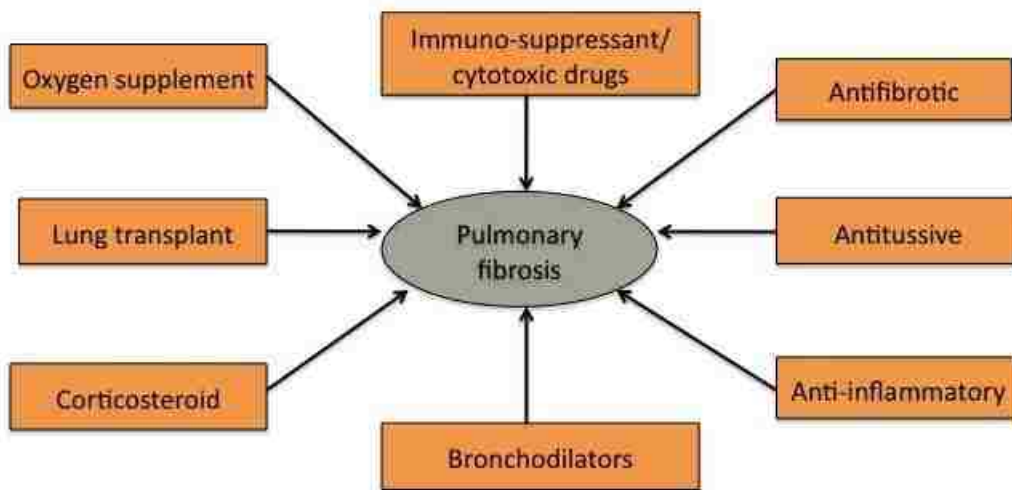 Oxygen supplement
Immuno-suppressant/
cytotoxic drugs
Antifibrotic
Lung transplant
Pulmonary
fibrosis
Antitussive
Corticosteroid
Bronchodilators
Anti-inflammatory